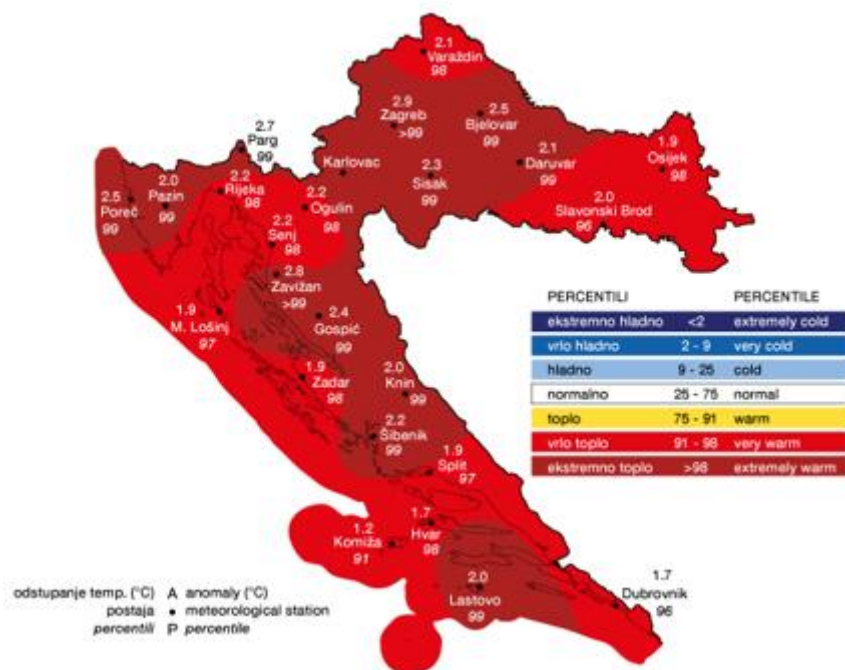 2.1
Varaždin
98
2.9
Zagreb
>99
2.5
Bjelovar
99
2.7
Parg
99
Karlovac
2.3
Sisak
99
2.1
Daruvar
99
1.9
Osijek
98
2.0
Slavonski Brod
96
2.5
Poreč
99
2.0
Pazin
99
2.2
Rijeka
98
2.2
Ogulin
98
2.2
Senj
98
2.8
Zavižan
>99
2.4
Gospić
99
1.9
M. Lošinj
97
1.9
Zadar
98
2.0
Knin
99
2.2
Šibenik
99
1.9
Split
97
1.7
Hvar
98
1.2
Komiža
91
2.0
Lastovo
99
1.7
Dubrovnik
96
PERCENTILI PERCENTILE
ekstremno hladno <2 extremely cold
vrlo hladno 2 - 9 very cold
hladno 9 - 25 cold
normalno 25 - 75 normal
toplo 75 - 91 warm
vrlo toplo 91 - 98 very warm
ekstremno toplo >98 extremely warm
odstupanje temp. (°C) A anomaly (°C)
postaja • meteorological station
percentili P percentile